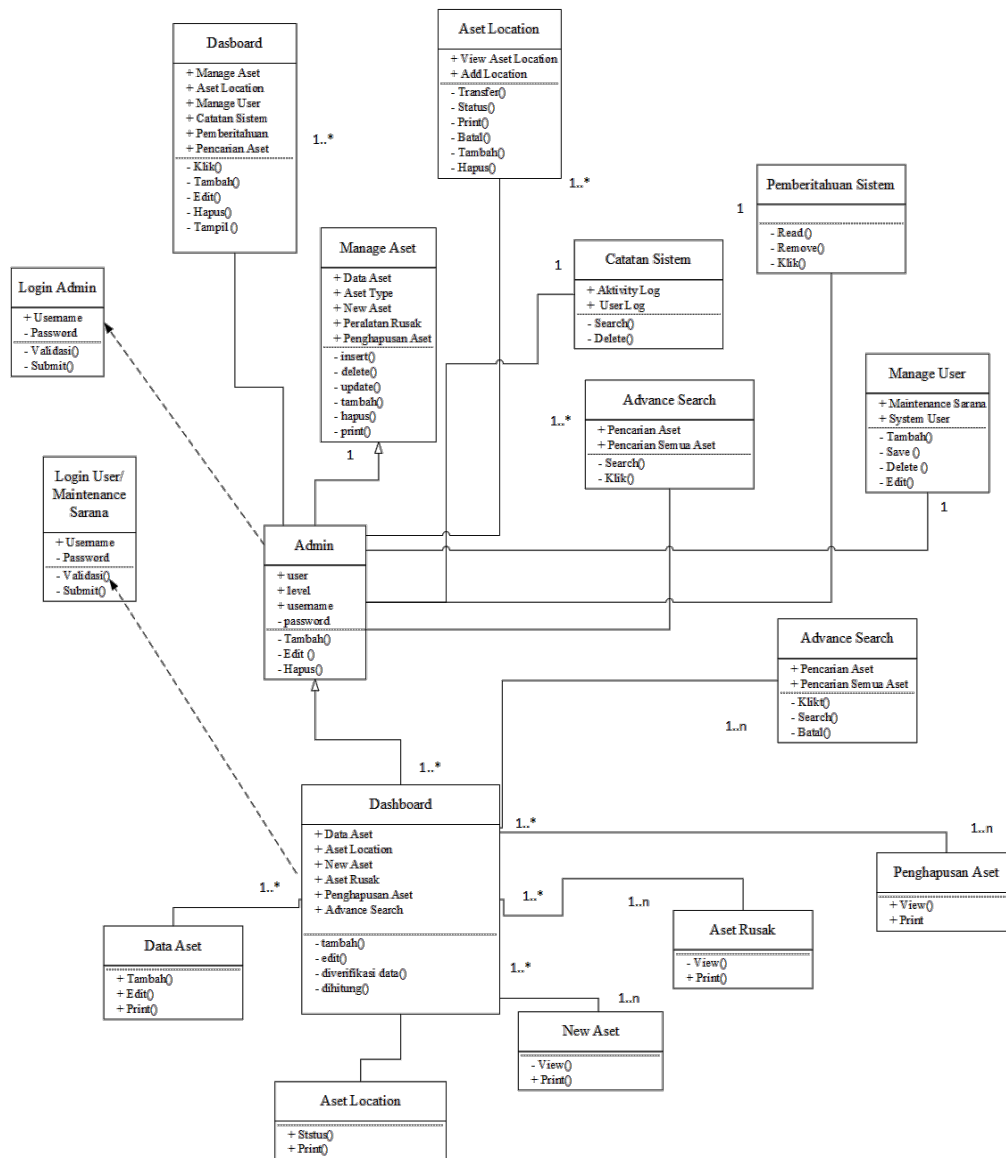 Dasboard
+ Manage Aset
+ Aset Location
+ Manage User
+ Catatan Sistem
+ Pemberitahuan
+ Pencarian Aset
- Klik()
- Tambah()
- Edit()
- Hapus()
- Tampil ()
1..*
Aset Location
+ View Aset Location
+ Add Location
- Transfer()
- Status()
- Print()
- Batal()
- Tambah()
- Hapus()
1..*
Pemberitahuan Sistem
- Read()
- Remove()
- Klik()
1
Manage Aset
+ Data Aset
+ Aset Type
+ New Aset
+ Peralatan Rusak
+ Penghapusan Aset
- insert()
- delete()
- update()
- tambah()
- hapus()
- print()
1
Catatan Sistem
+ Aktivity Log
+ User Log
- Search()
- Delete()
1
Login Admin
+ Username
- Password
- Validasi()
- Submit()
Manage User
+ Maintenance Sarana
+ System User
- Tambah()
- Save ()
- Delete ()
- Edit()
1
Advance Search
+ Pencarian Aset
+ Pencarian Semua Aset
- Search()
- Klik()
1..*
Login User/
Maintenance
Sarana
+ Username
- Password
- Validasi()
- Submit()
Admin
+ user
+ level
+ username
- password
- Tambah()
- Edit ()
- Hapus()
Advance Search
+ Pencarian Aset
+ Pencarian Semua Aset
- Klikt()
- Search()
- Batal()
1..n
1..*
Dashboard
+ Data Aset
+ Aset Location
+ New Aset
+ Aset Rusak
+ Penghapusan Aset
+ Advance Search
- tambah()
- edit()
- diverifikasi data()
- dihitung()
1..*
1..n
Penghapusan Aset
+ View()
+ Print
1..*
Data Aset
+ Tambah()
+ Edit()
+ Print()
1..*
1..n
Aset Rusak
- View()
+ Print()
1..*
1..n
New Aset
- View()
+ Print()
Aset Location
+ Ststus()
+ Print()